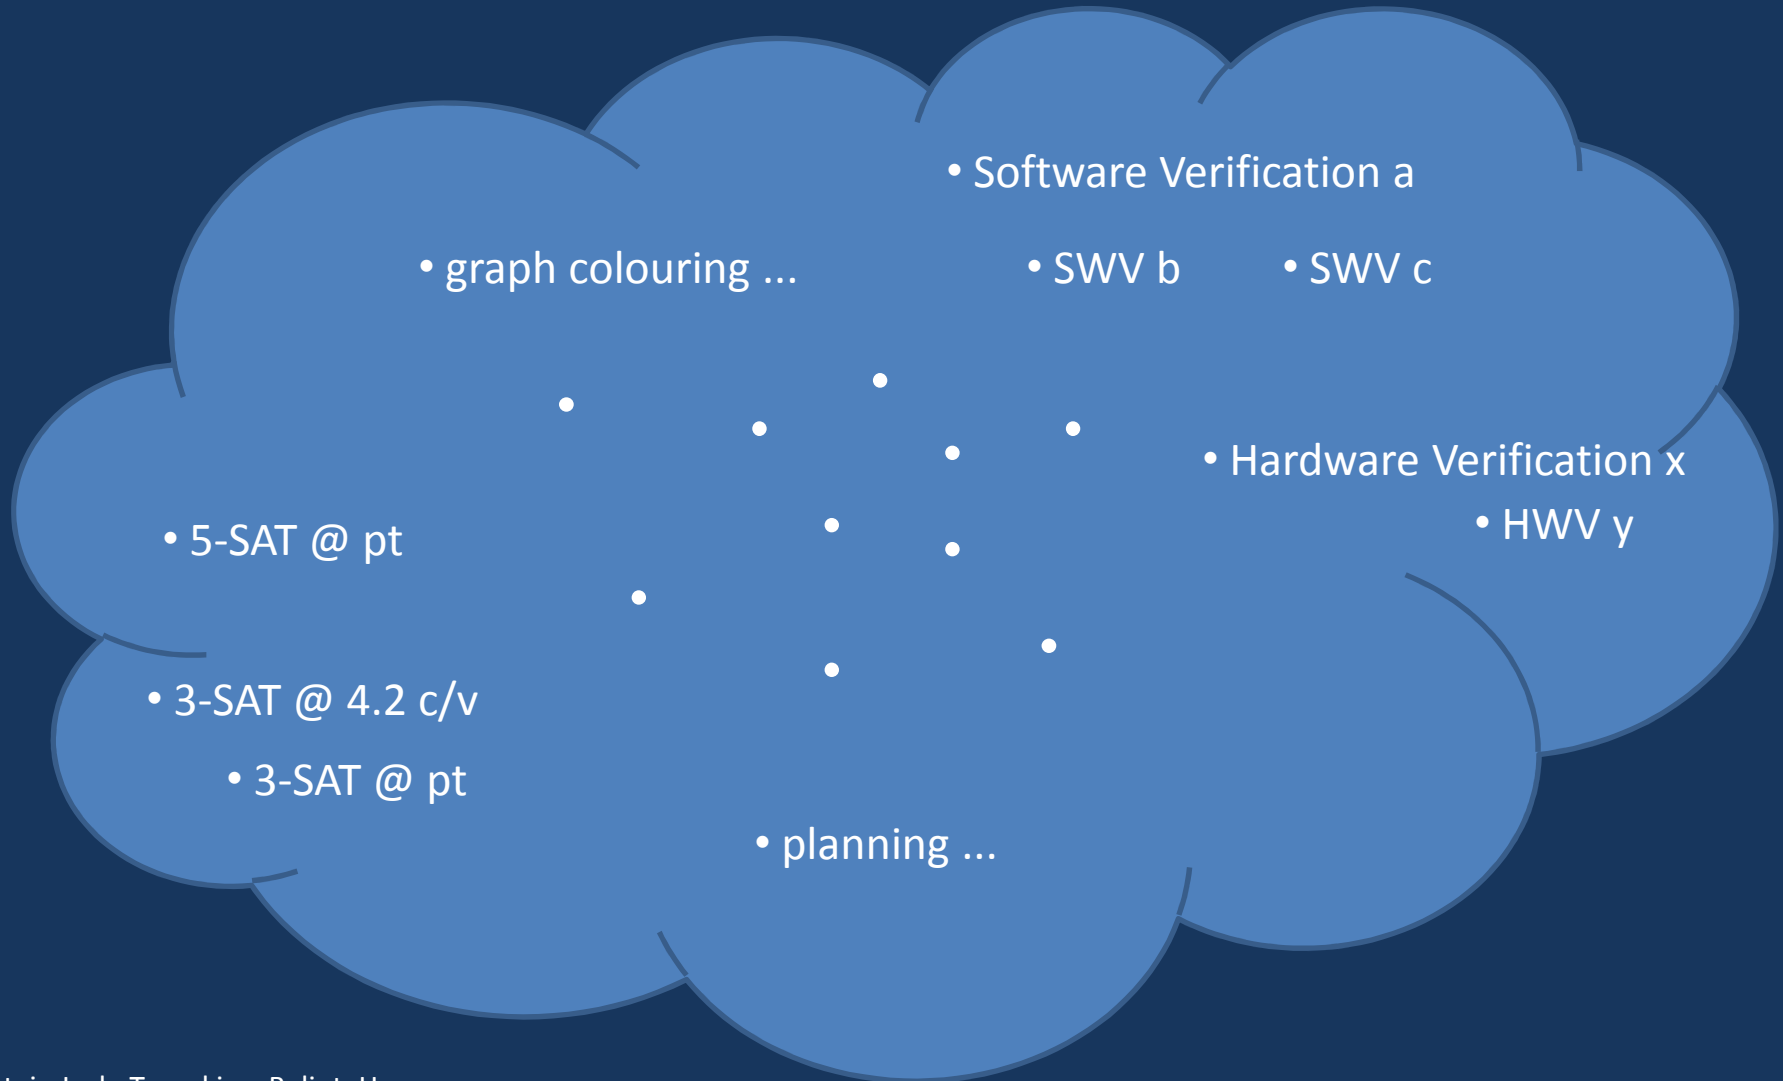 • Software Verification a
• graph colouring ...
• SWV b
• SWV c
• Hardware Verification x
• HWV y
• 5-SAT @ pt
• 3-SAT @ 4.2 c/v
• 3-SAT @ pt
• planning ...